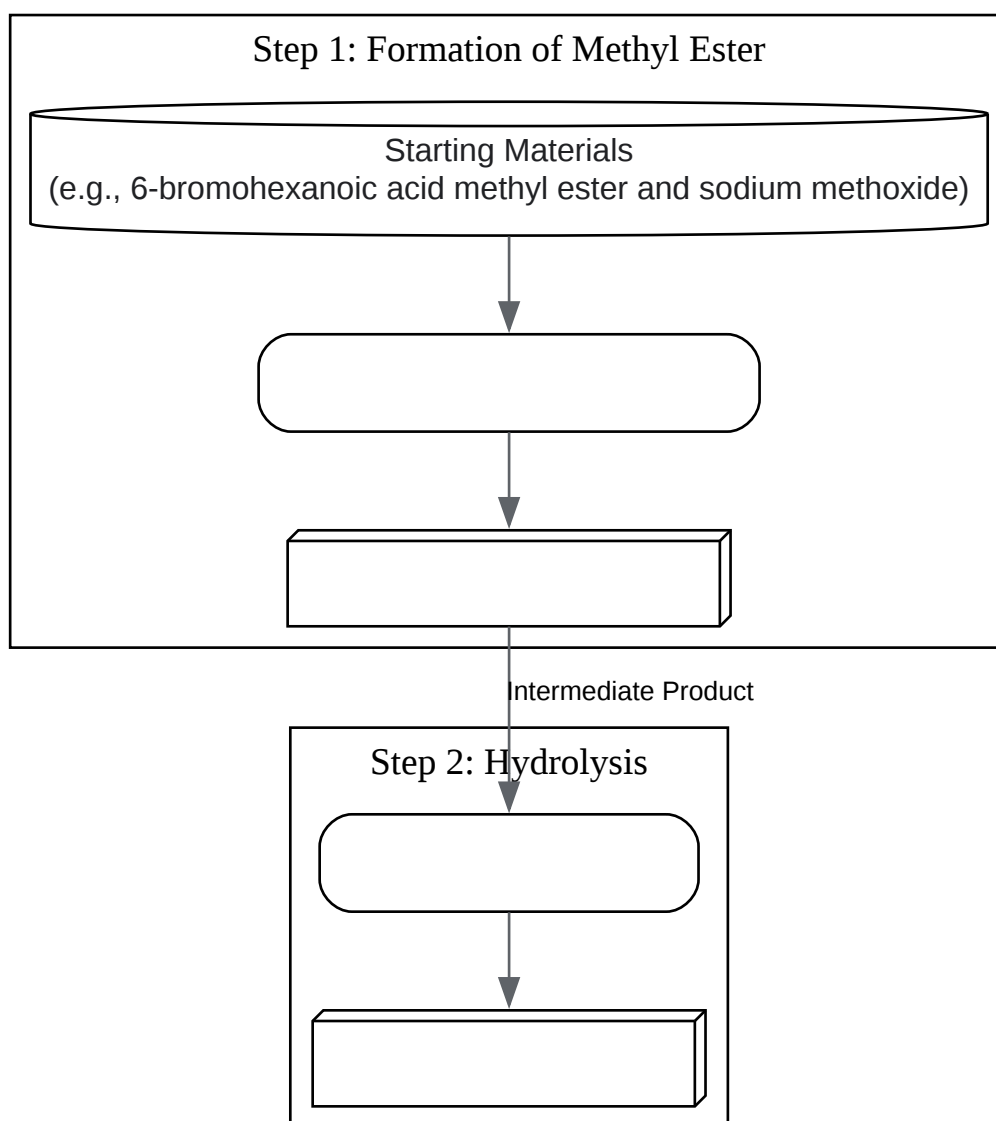 Step 1: Formation of Methyl Ester
Starting Materials
(e.g., 6-bromohexanoic acid methyl ester and sodium methoxide)
Intermediate Product
Step 2: Hydrolysis